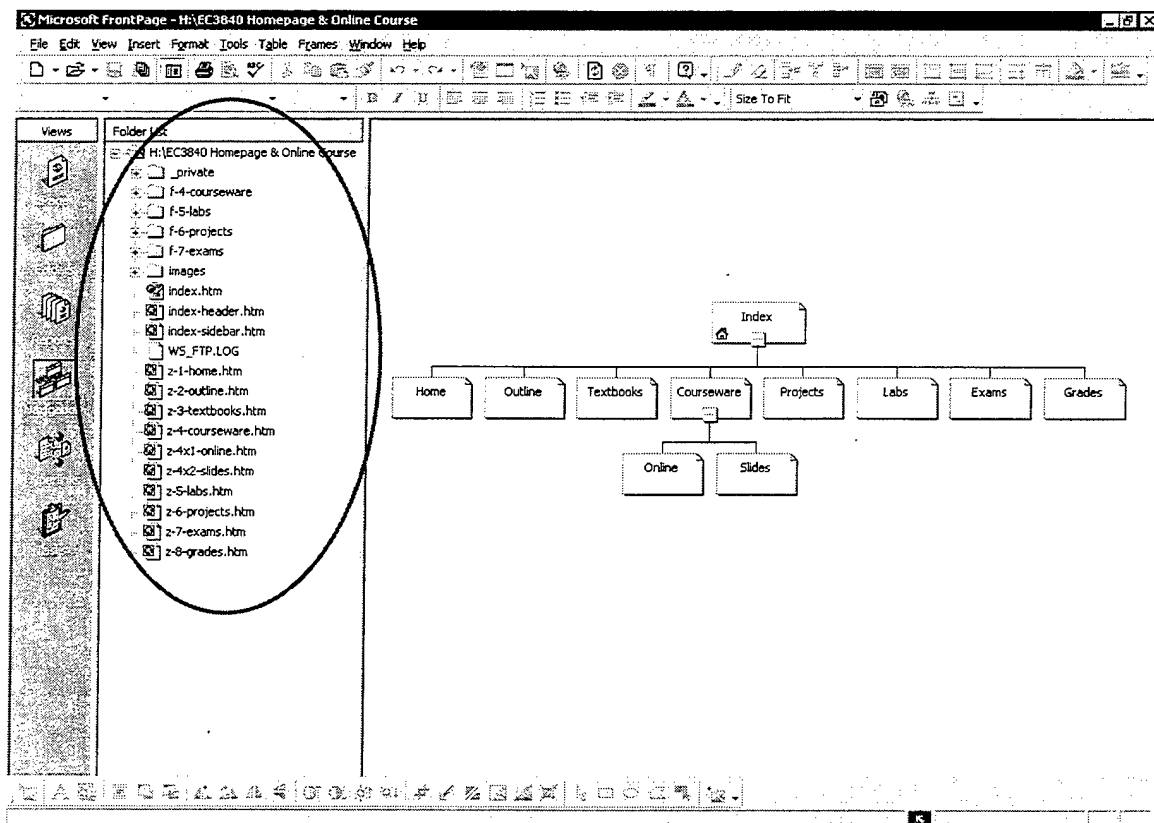 Microsoft FrontPage - H:\EC3840 Homepage & Online Course
File Edit View Insert Format Tools Table Frames Window Help
B I U Size To Fit
Views Folder List
H:\EC3840 Homepage & Online Course
_private
f-4-courseware
f-5-labs
f-6-projects
f-7-exams
images
index.htm
index-header.htm
index-sidebar.htm
WS_FTP.LOG
z-1-home.htm
z-2-outline.htm
z-3-textbooks.htm
z-4-courseware.htm
z-4x1-online.htm
z-4x2-slides.htm
z-5-labs.htm
z-6-projects.htm
z-7-exams.htm
z-8-grades.htm
Index
Home Outline Textbooks Courseware Projects Labs Exams Grades
Online Slides